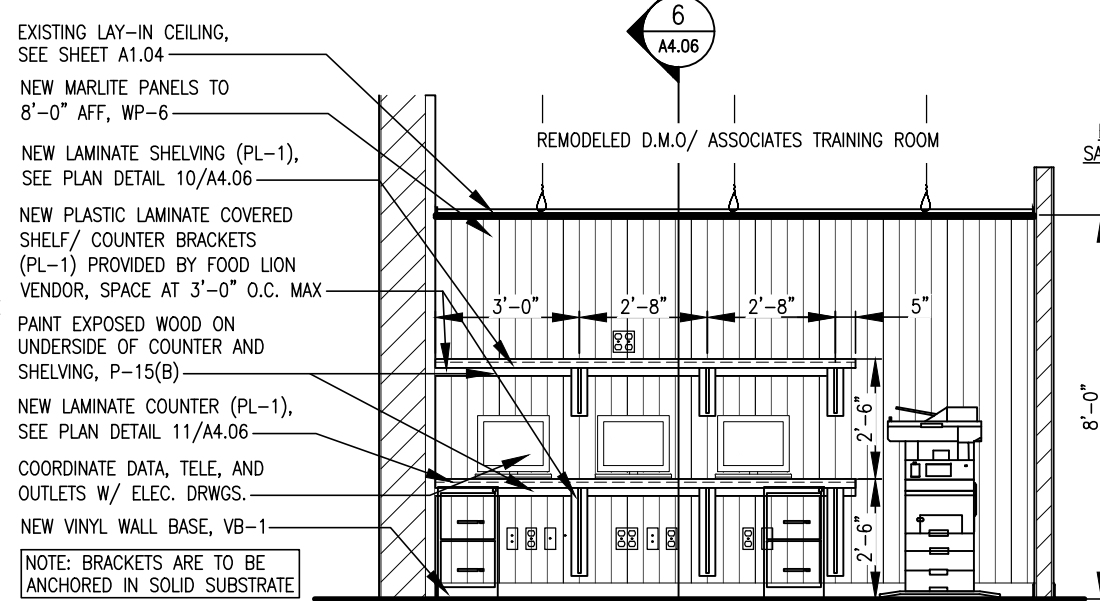 EXISTING LAY-IN CEILING,
SEE SHEET A1.04
NEW MARLITE PANELS TO
8'-0" AFF, WP-6
NEW LAMINATE SHELVING (PL-1),
SEE PLAN DETAIL 10/A4.06
NEW PLASTIC LAMINATE COVERED
SHELF/ COUNTER BRACKETS
(PL-1) PROVIDED BY FOOD LION
VENDOR, SPACE AT 3'-0" O.C. MAX
PAINT EXPOSED WOOD ON
UNDERSIDE OF COUNTER AND
SHELVING, P-15(B)
NEW LAMINATE COUNTER (PL-1),
SEE PLAN DETAIL 11/A4.06
COORDINATE DATA, TELE, AND
OUTLETS W/ ELEC. DRWGS.
NEW VINYL WALL BASE, VB-1
NOTE: BRACKETS ARE TO BE
ANCHORED IN SOLID SUBSTRATE
6
A4.06
REMODELED D.M.O/ ASSOCIATES TRAINING ROOM
3'-0"
2'-8"
2'-8"
5"
2'-6"
2'-6"
8'-0"